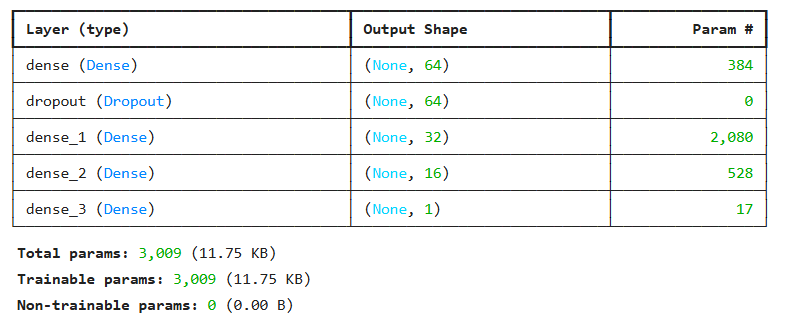 Layer (type) Output Shape Param #
dense (Dense) (None, 64) 384
dropout (Dropout) (None, 64) 0
dense_1 (Dense) (None, 32) 2,080
dense_2 (Dense) (None, 16) 528
dense_3 (Dense) (None, 1) 17
Total params: 3,009 (11.75 KB)
Trainable params: 3,009 (11.75 KB)
Non-trainable params: 0 (0.00 B)